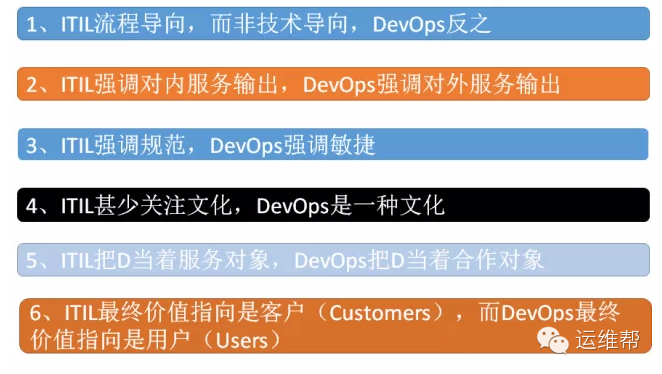 1、ITIL流程导向，而非技术导向，DevOps反之
2、ITIL强调对内服务输出，DevOps强调对外服务输出
3、ITIL强调规范，DevOps强调敏捷
4、ITIL甚少关注文化，DevOps是一种文化
5、ITIL把D当着服务对象，DevOps把D当着合作对象
6、ITIL最终价值指向是客户（Customers），而DevOps最终
价值指向是用户（Users）
运维帮